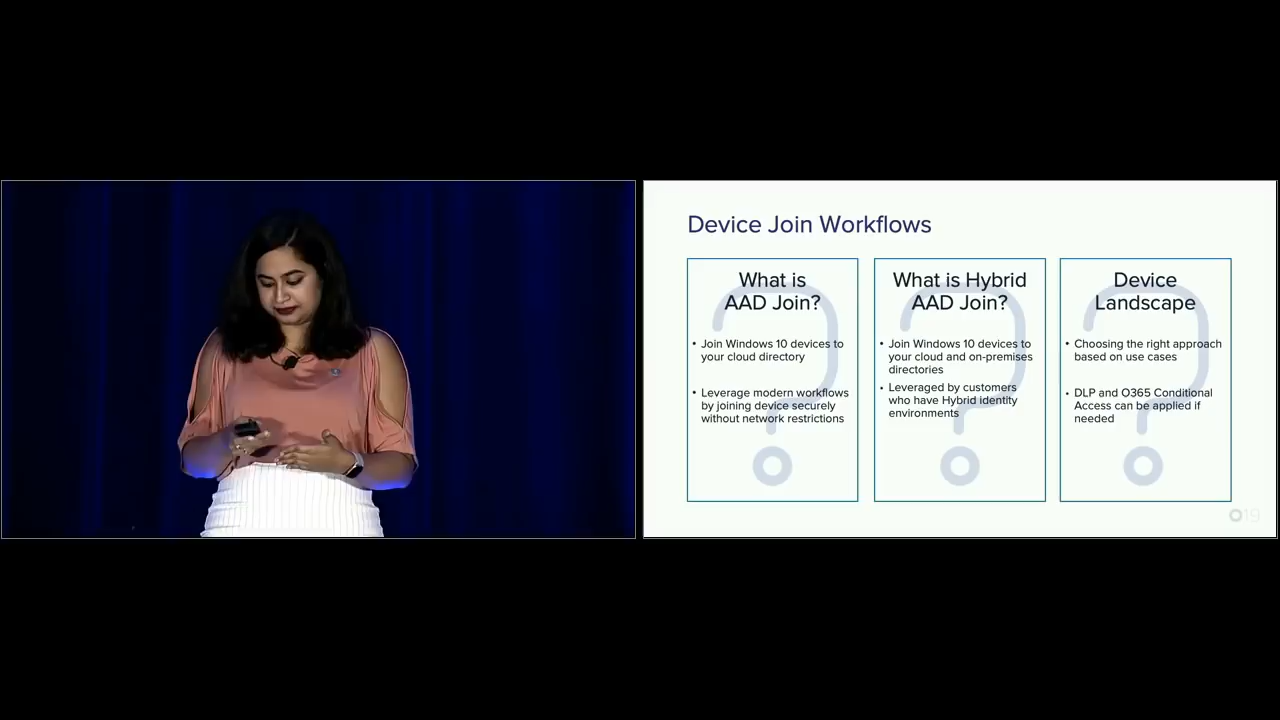 Device Join Workflows
What is
AAD Join?
• Join Windows 10 devices to
your cloud directory
• Leverage modern workflows
by joining device securely
without network restrictions
What is Hybrid
AAD Join?
• Join Windows 10 devices to
your cloud and on-premises
directories
• Leveraged by customers
who have Hybrid identity
environments
Device
Landscape
• Choosing the right approach
based on use cases
• DLP and O365 Conditional
Access can be applied if
needed
O19